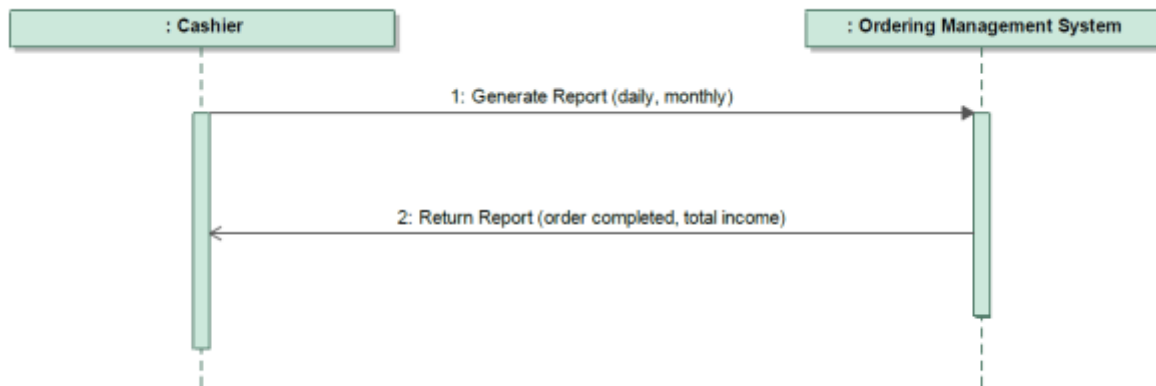 : Cashier
: Ordering Management System
1: Generate Report (daily, monthly)
2: Return Report (order completed, total income)